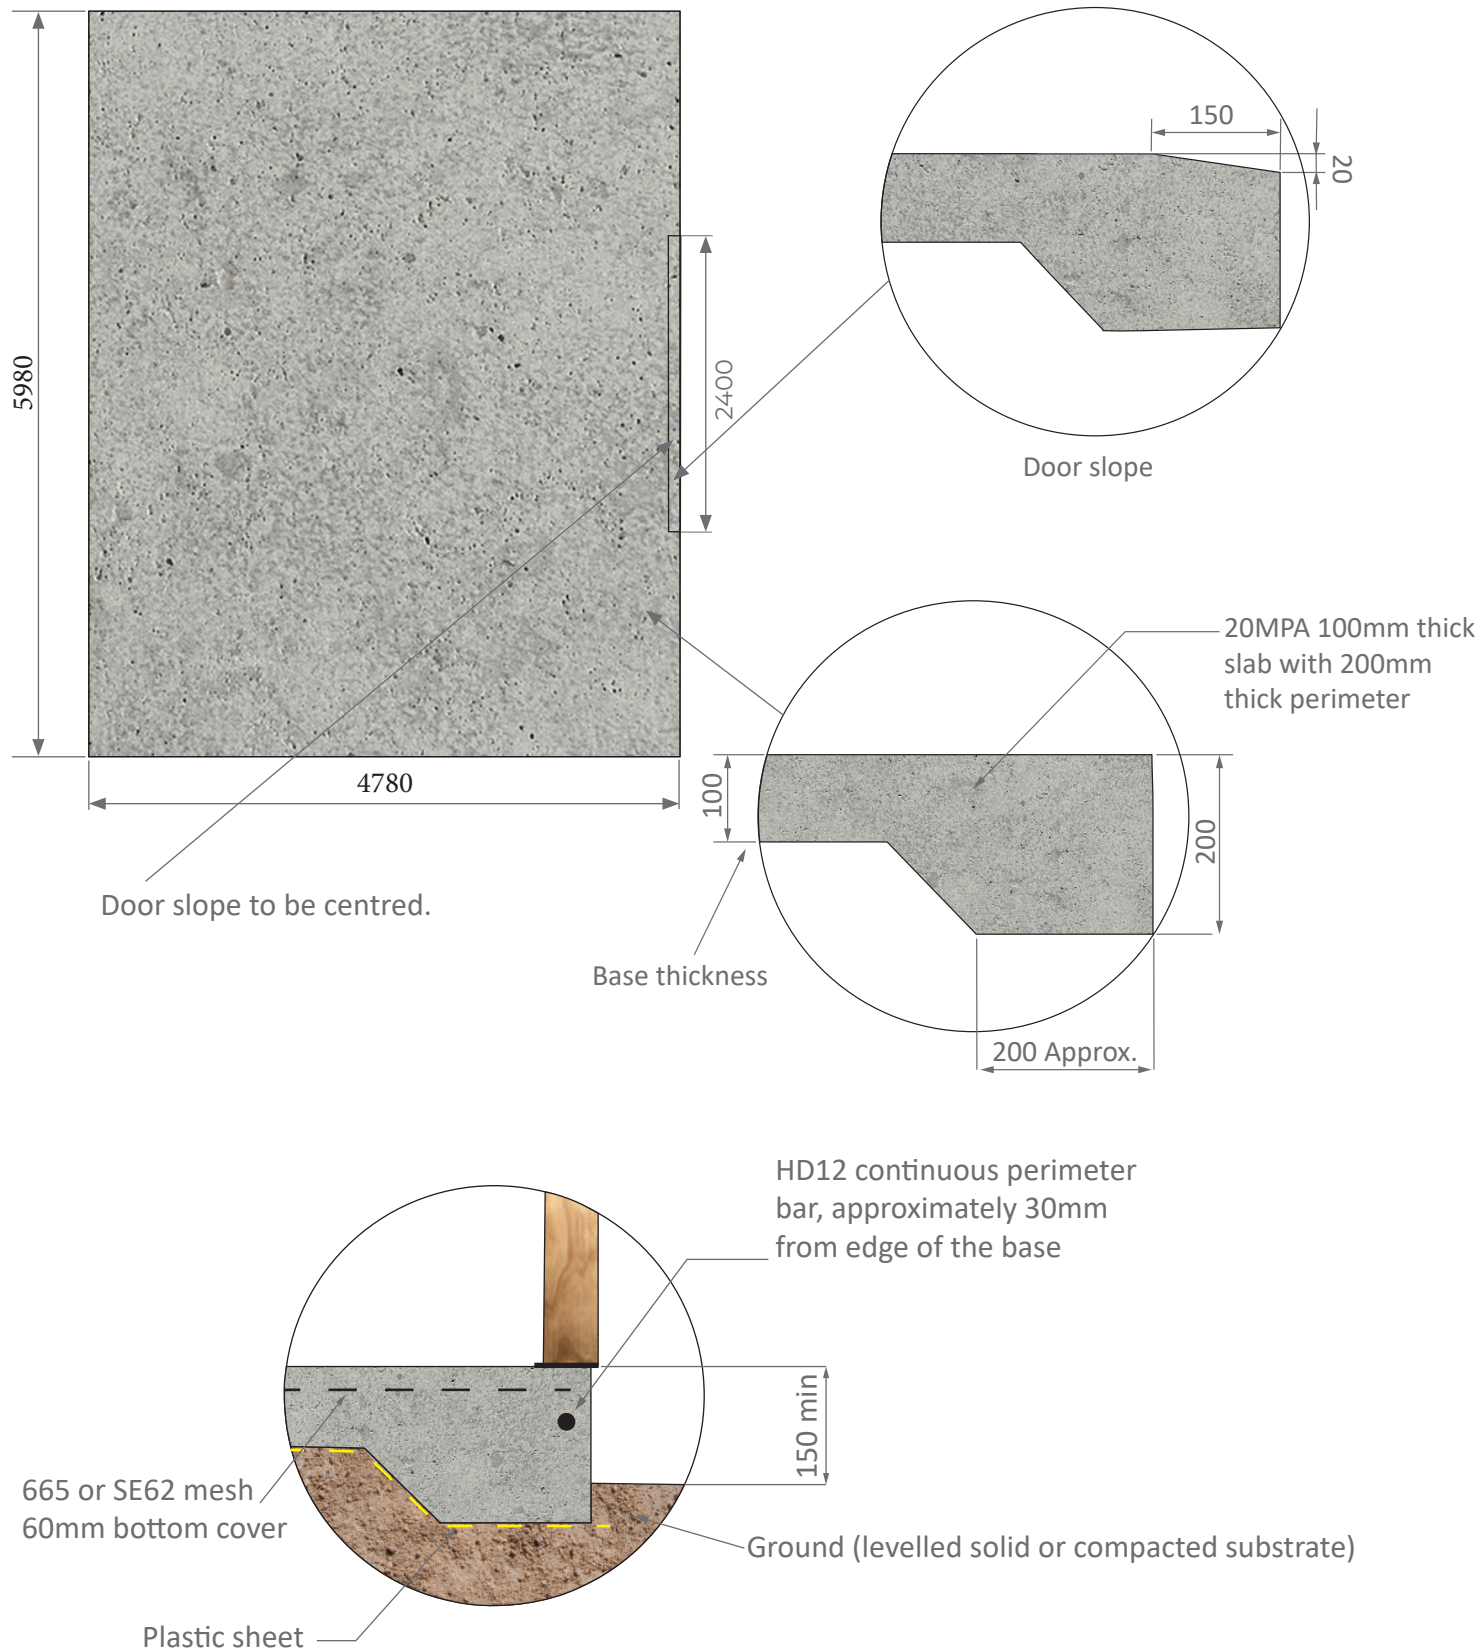 150
20
5980
2400
Door slope
20MPA 100mm thick
slab with 200mm
thick perimeter
4780
100
200
Door slope to be centred.
Base thickness
200 Approx.
HD12 continuous perimeter
bar, approximately 30mm
from edge of the base
150 min
665 or SE62 mesh
60mm bottom cover
Ground (levelled solid or compacted substrate)
Plastic sheet